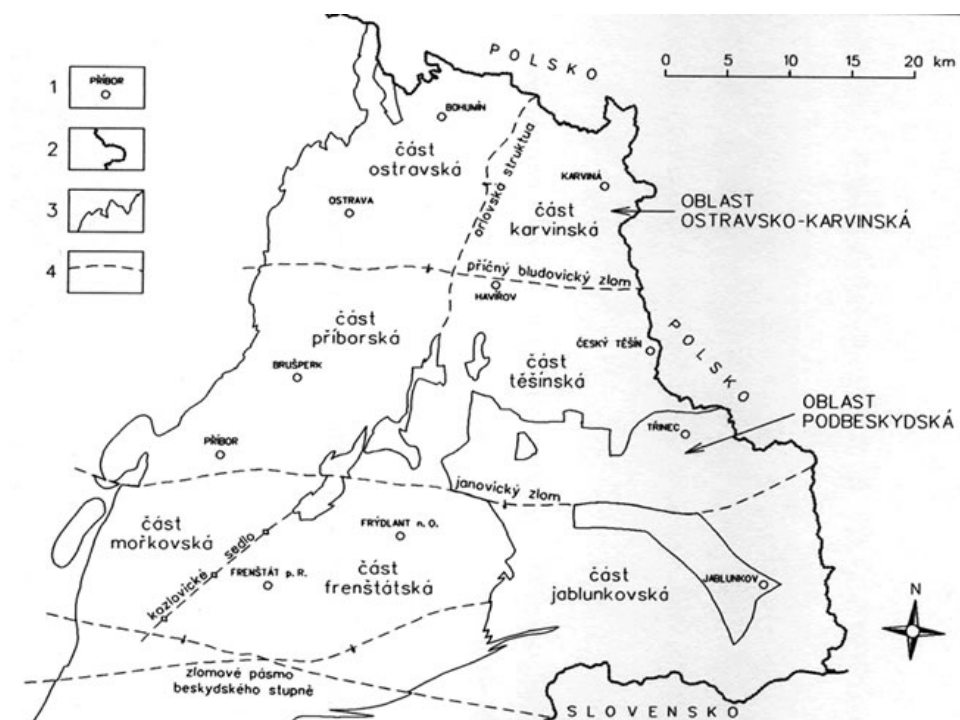 POLSKO
0 5 10 15 20 km
1 PŘÍBOR
2
3
4
BOHUMÍN
část
ostravská
OSTRAVA
orlovská struktua
KARVINÁ
část
karvinská
OBLAST
OSTRAVSKO-KARVINSKÁ
příčný bludovický zlom
HAVÍŘOV
část
příborská
BRUŠPERK
ČESKÝ TĚŠÍN
POLSKO
část
těšínská
OBLAST
PODBESKYDSKÁ
TŘINEC
PŘÍBOR
janovický zlom
část
mořkovská
FRÝDLANT n. O.
kozlovické sedlo
FRENŠTÁT p. R.
část
frenštátská
část
jablunkovská
JABLUNKOV
N
zlomové pásmo
beskydského stupně
SLOVENSKO